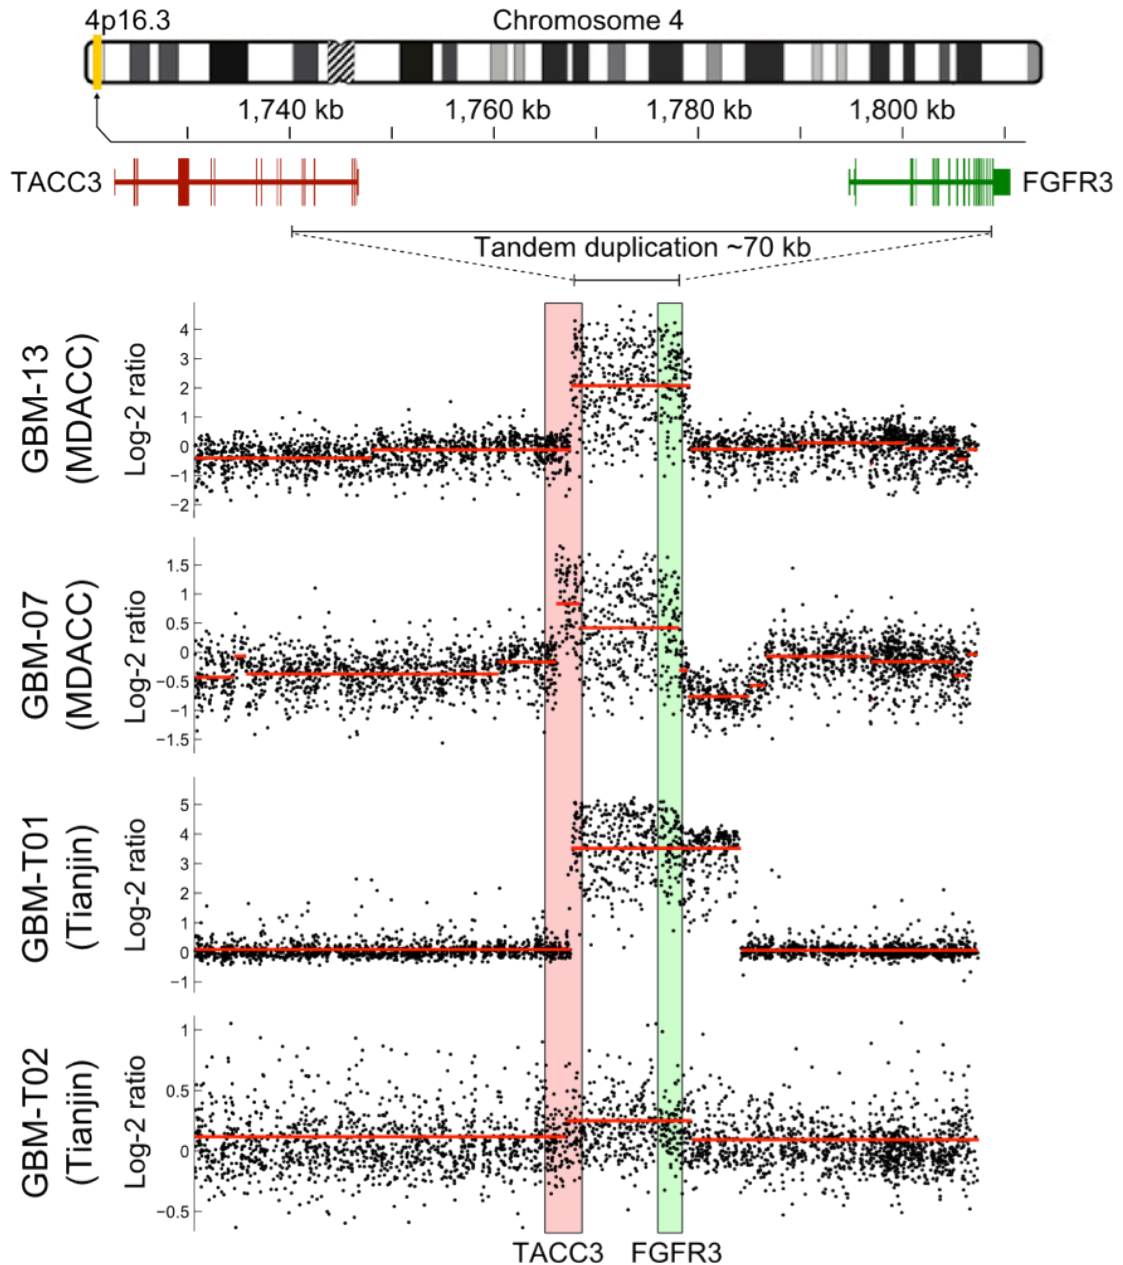 4p16.3
Chromosome 4
1,740 kb 1,760 kb 1,780 kb 1,800 kb
TACC3
FGFR3
Tandem duplication ~70 kb
GBM-13
(MDACC)
Log-2 ratio
4
3
2
1
0
−1
−2
GBM-07
(MDACC)
Log-2 ratio
1.5
1
0.5
0
−0.5
−1
−1.5
GBM-T01
(Tianjin)
Log-2 ratio
5
4
3
2
1
0
−1
GBM-T02
(Tianjin)
Log-2 ratio
1
0.5
0
−0.5
TACC3 FGFR3